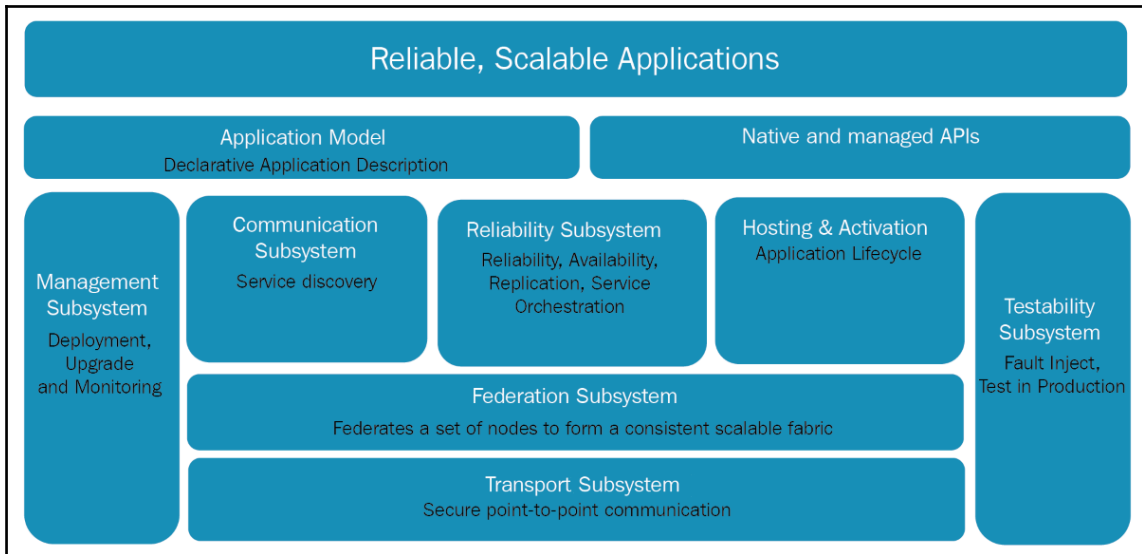 Reliable, Scalable Applications
Application Model
Declarative Application Description
Native and managed APIs
Management
Subsystem
Deployment,
Upgrade
and Monitoring
Communication
Subsystem
Service discovery
Reliability Subsystem
Reliability, Availability,
Replication, Service
Orchestration
Hosting & Activation
Application Lifecycle
Testability
Subsystem
Fault Inject,
Test in Production
Federation Subsystem
Federates a set of nodes to form a consistent scalable fabric
Transport Subsystem
Secure point-to-point communication